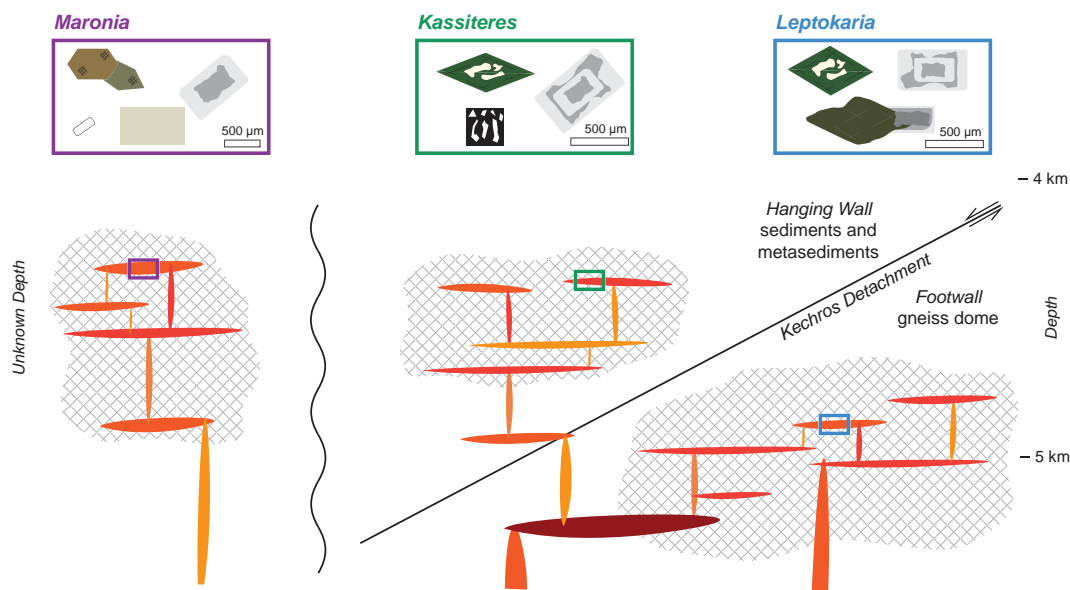 Maronia
Kassiteres
Leptokaria
500 µm
500 µm
500 µm
– 4 km
Hanging Wall
sediments and
metasediments
Kechros Detachment
Footwall
gneiss dome
Unknown Depth
Depth
– 5 km